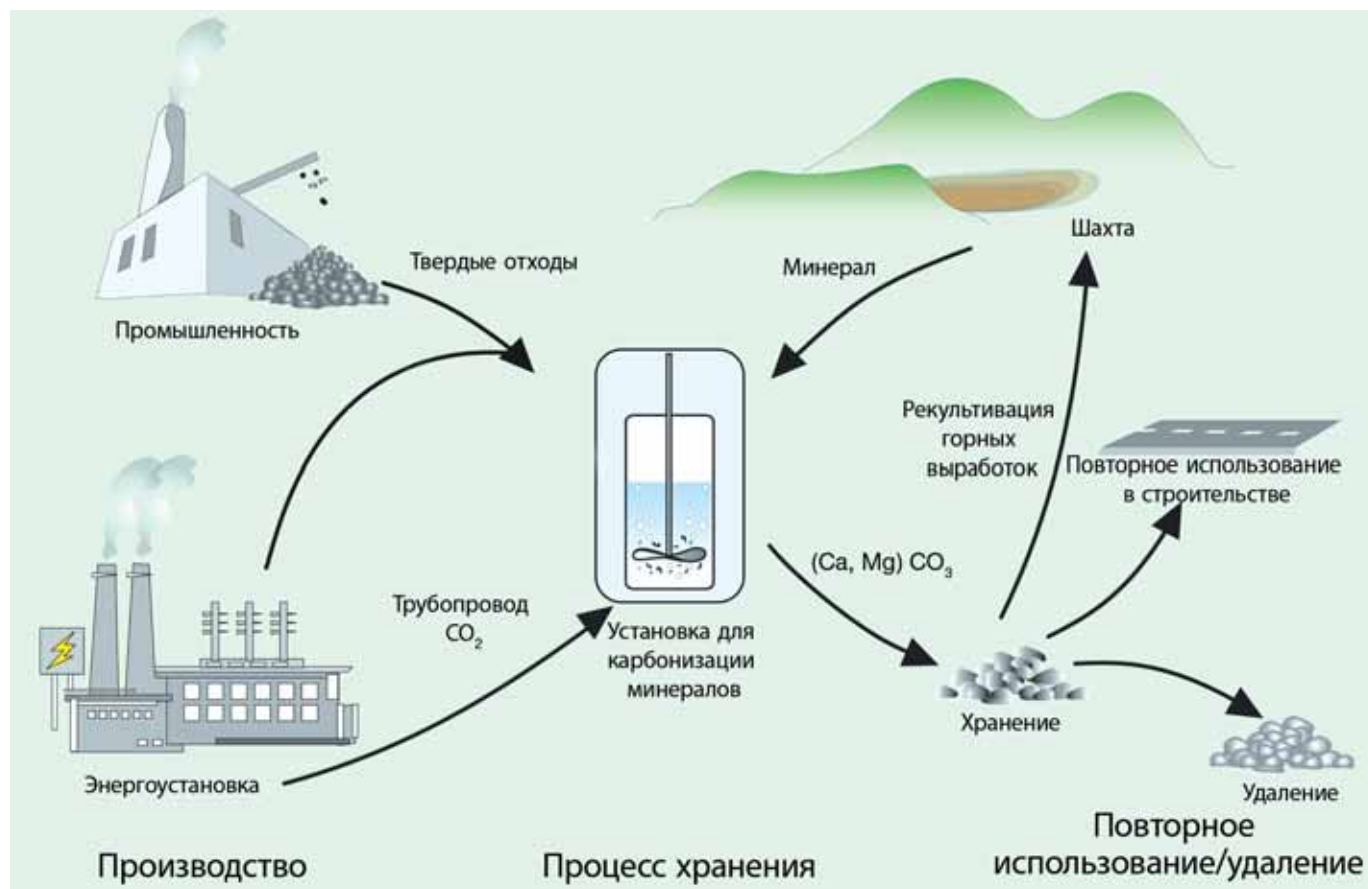 Шахта
Твердые отходы
Минерал
Промышленность
Рекультивация
горных
выработок
Повторное использование
в строительстве
(Ca, Mg) CO₃
Трубопровод
CO₂
Установка для
карбонизации
минералов
Хранение
Энергоустановка
Удаление
Производство
Процесс хранения
Повторное
использование/удаление